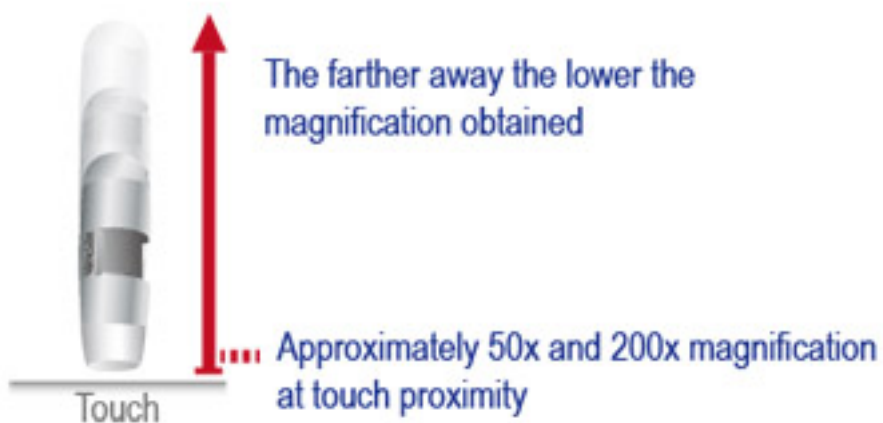 The farther away the lower the
magnification obtained
Approximately 50x and 200x magnification
at touch proximity
Touch